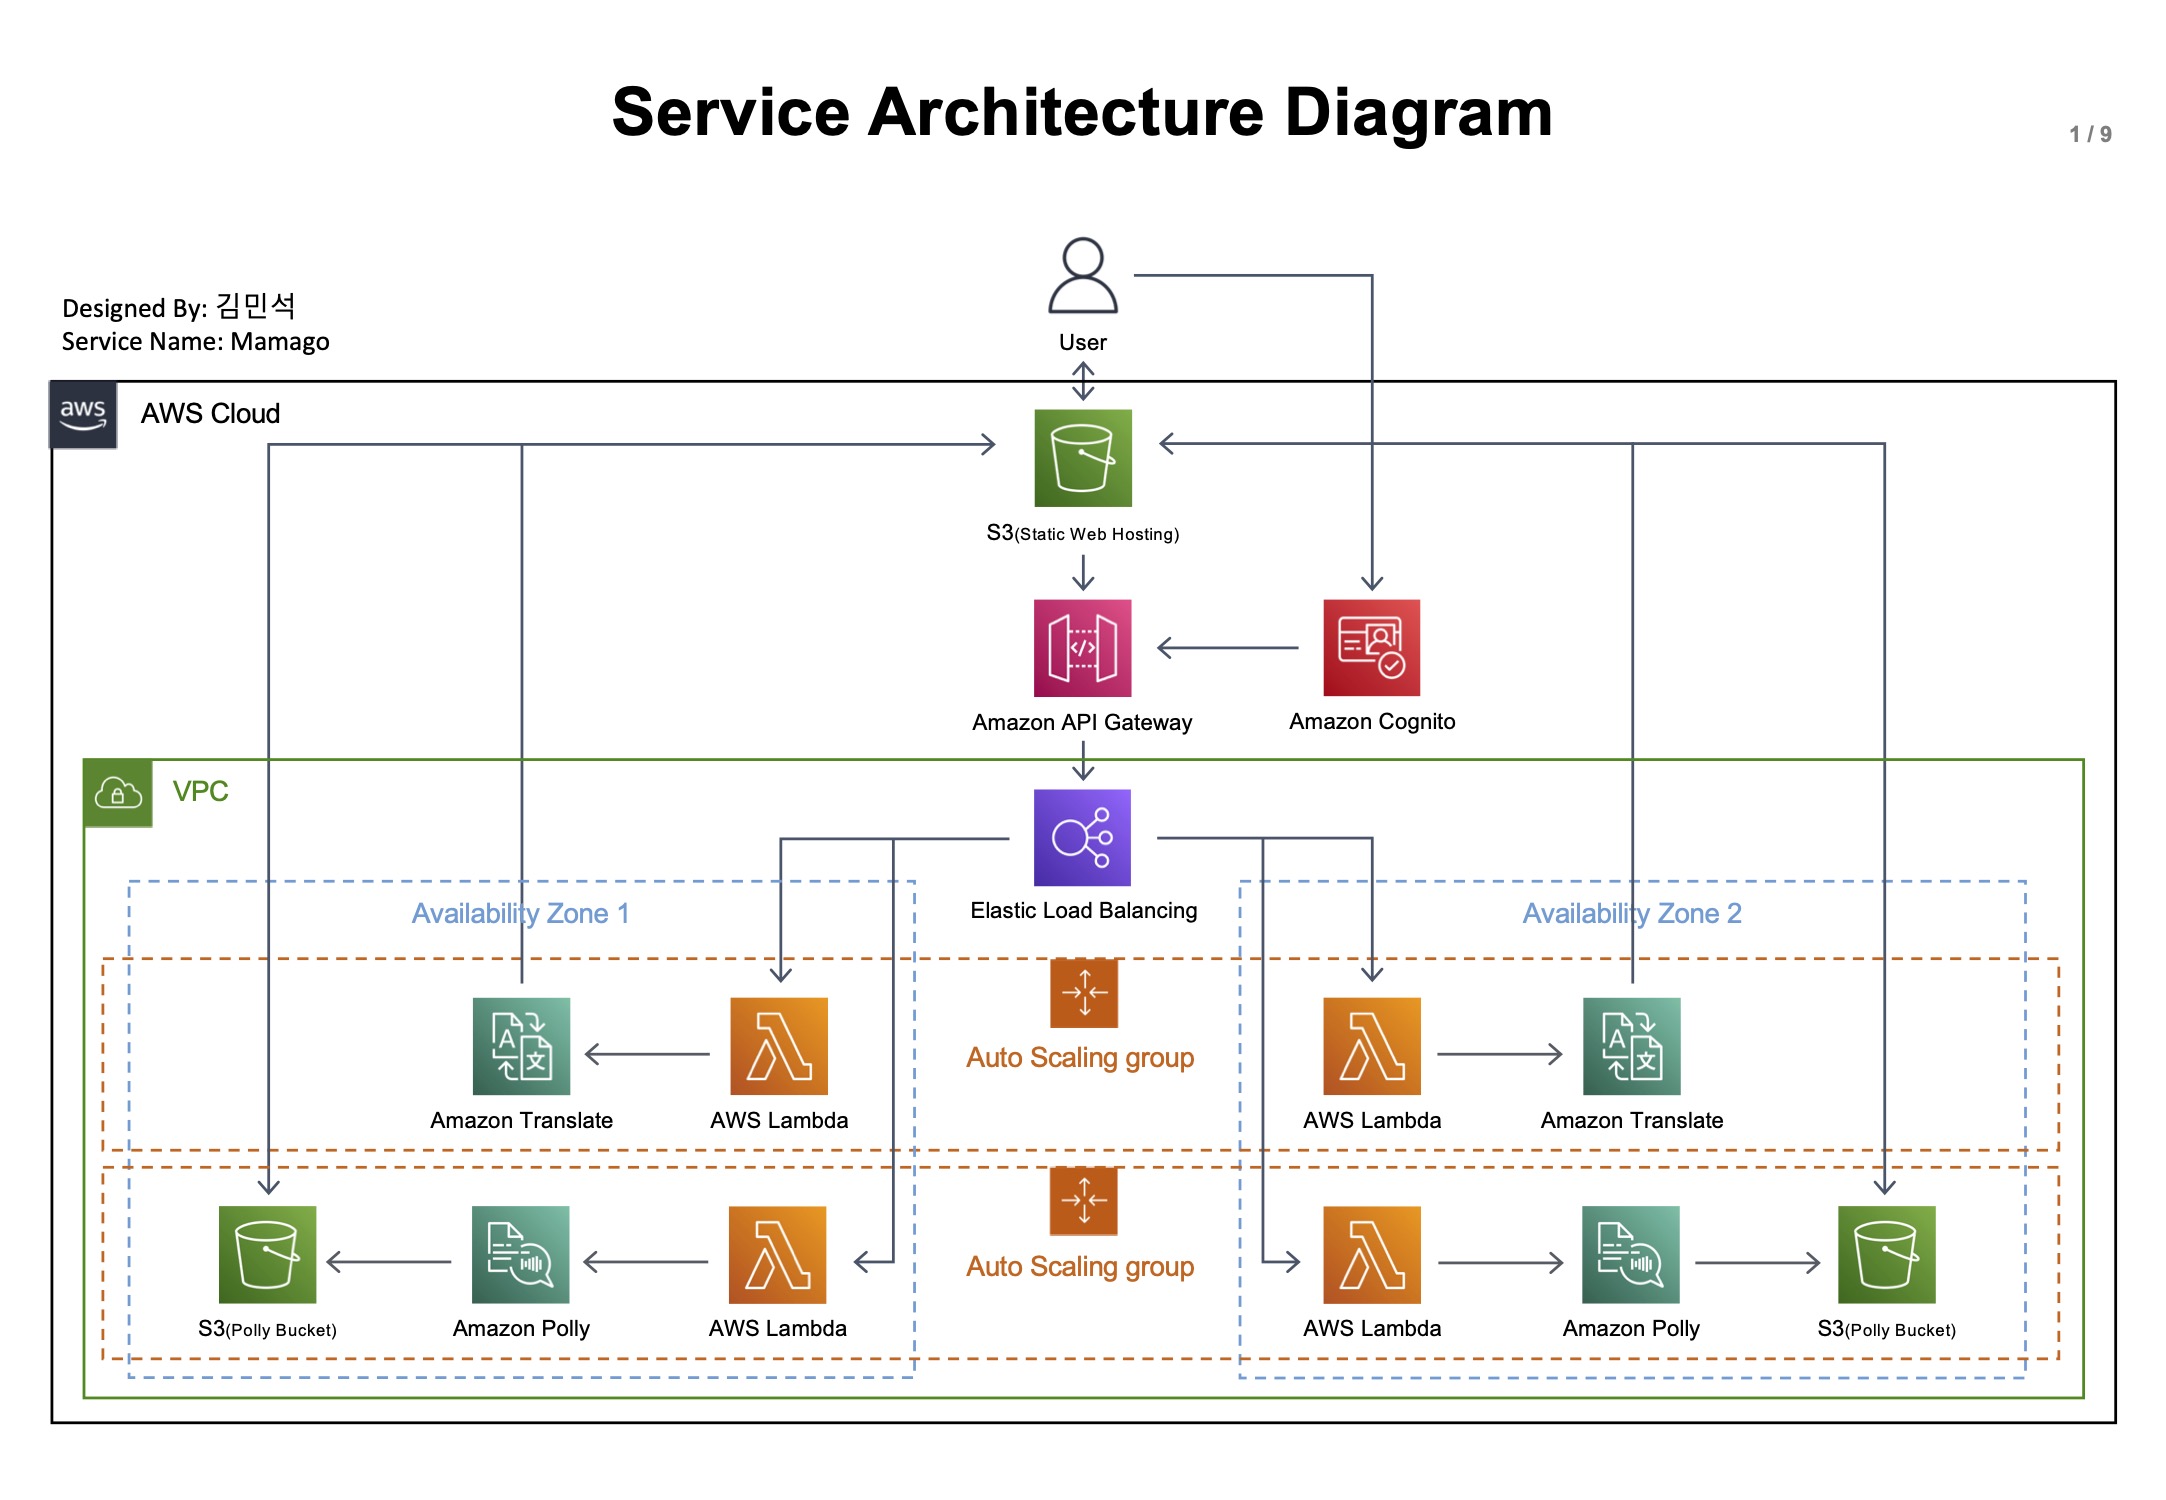 Service Architecture Diagram
1 / 9
Designed By: 김민석
Service Name: Mamago
User
aws
AWS Cloud
S3(Static Web Hosting)
Amazon API Gateway
Amazon Cognito
VPC
Elastic Load Balancing
Availability Zone 1
Availability Zone 2
A
文
Auto Scaling group
A
文
Amazon Translate
AWS Lambda
AWS Lambda
Amazon Translate
Auto Scaling group
S3(Polly Bucket)
Amazon Polly
AWS Lambda
AWS Lambda
Amazon Polly
S3(Polly Bucket)